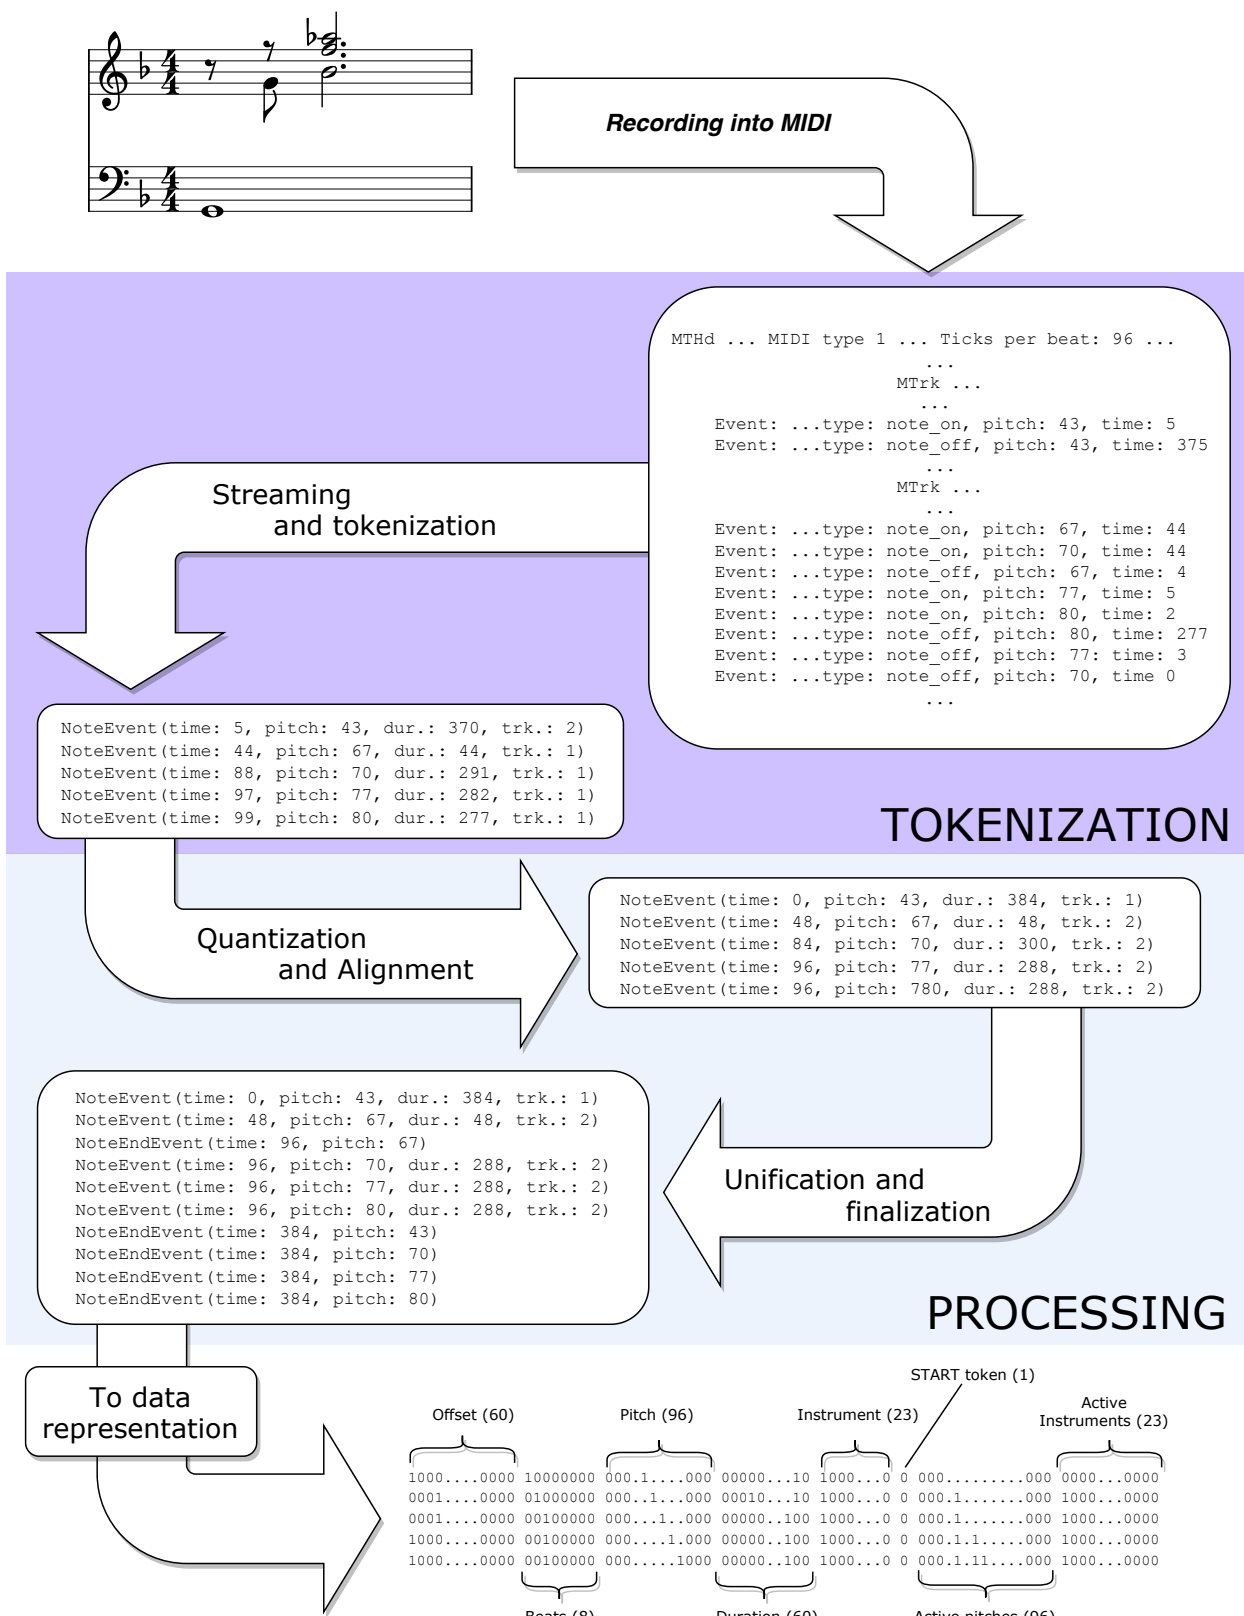 Recording into MIDI
MTHd ... MIDI type 1 ... Ticks per beat: 96 ...
...
MTrk ...
...
Event: ...type: note_on, pitch: 43, time: 5
Event: ...type: note_off, pitch: 43, time: 375
...
MTrk ...
...
Event: ...type: note_on, pitch: 67, time: 44
Event: ...type: note_on, pitch: 70, time: 44
Event: ...type: note_off, pitch: 67, time: 4
Event: ...type: note_on, pitch: 77, time: 5
Event: ...type: note_on, pitch: 80, time: 2
Event: ...type: note_off, pitch: 80, time: 277
Event: ...type: note_off, pitch: 77: time: 3
Event: ...type: note_off, pitch: 70, time 0
...
Streaming
and tokenization
NoteEvent(time: 5, pitch: 43, dur.: 370, trk.: 2)
NoteEvent(time: 44, pitch: 67, dur.: 44, trk.: 1)
NoteEvent(time: 88, pitch: 70, dur.: 291, trk.: 1)
NoteEvent(time: 97, pitch: 77, dur.: 282, trk.: 1)
NoteEvent(time: 99, pitch: 80, dur.: 277, trk.: 1)
TOKENIZATION
Quantization
and Alignment
NoteEvent(time: 0, pitch: 43, dur.: 384, trk.: 1)
NoteEvent(time: 48, pitch: 67, dur.: 48, trk.: 2)
NoteEvent(time: 84, pitch: 70, dur.: 300, trk.: 2)
NoteEvent(time: 96, pitch: 77, dur.: 288, trk.: 2)
NoteEvent(time: 96, pitch: 780, dur.: 288, trk.: 2)
Unification and
finalization
NoteEvent(time: 0, pitch: 43, dur.: 384, trk.: 1)
NoteEvent(time: 48, pitch: 67, dur.: 48, trk.: 2)
NoteEndEvent(time: 96, pitch: 67)
NoteEvent(time: 96, pitch: 70, dur.: 288, trk.: 2)
NoteEvent(time: 96, pitch: 77, dur.: 288, trk.: 2)
NoteEvent(time: 96, pitch: 80, dur.: 288, trk.: 2)
NoteEndEvent(time: 384, pitch: 43)
NoteEndEvent(time: 384, pitch: 70)
NoteEndEvent(time: 384, pitch: 77)
NoteEndEvent(time: 384, pitch: 80)
PROCESSING
To data
representation
START token (1)
Offset (60) Pitch (96) Instrument (23) Active
Instruments (23)
1000....0000 10000000 000.1....000 00000...10 1000...0 0 000.........000 0000...0000
0001....0000 01000000 000..1...000 00010...10 1000...0 0 000.1.......000 1000...0000
0001....0000 00100000 000...1..000 00000..100 1000...0 0 000.1.......000 1000...0000
1000....0000 00100000 000....1.000 00000..100 1000...0 0 000.1.1.....000 1000...0000
1000....0000 00100000 000.....1000 00000..100 1000...0 0 000.1.11....000 1000...0000
Beats (8) Duration (60) Active pitches (96)